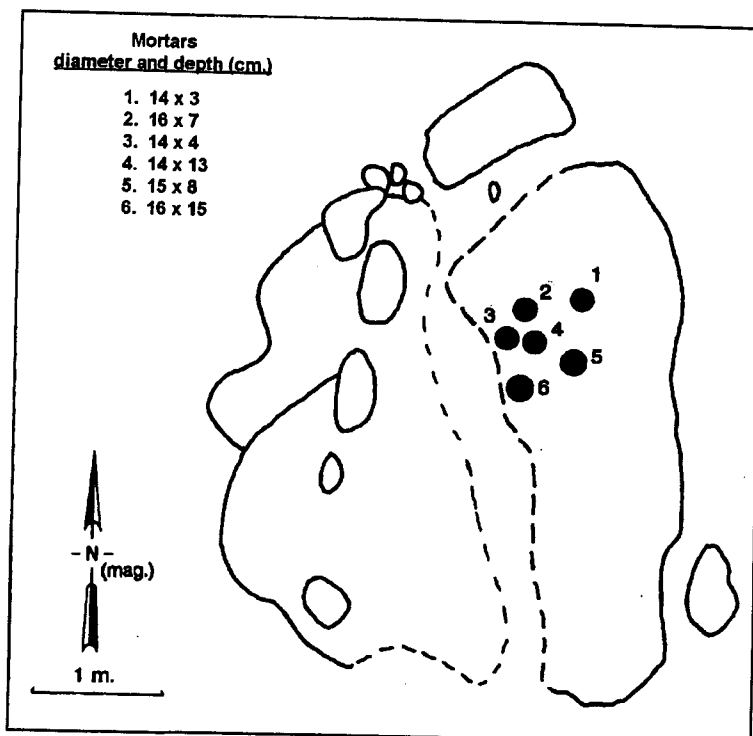 Mortars
diameter and depth (cm.)
1. 14 x 3
2. 16 x 7
3. 14 x 4
4. 14 x 13
5. 15 x 8
6. 16 x 15
1
2
3
4
5
6
- N -
(mag.)
1 m.